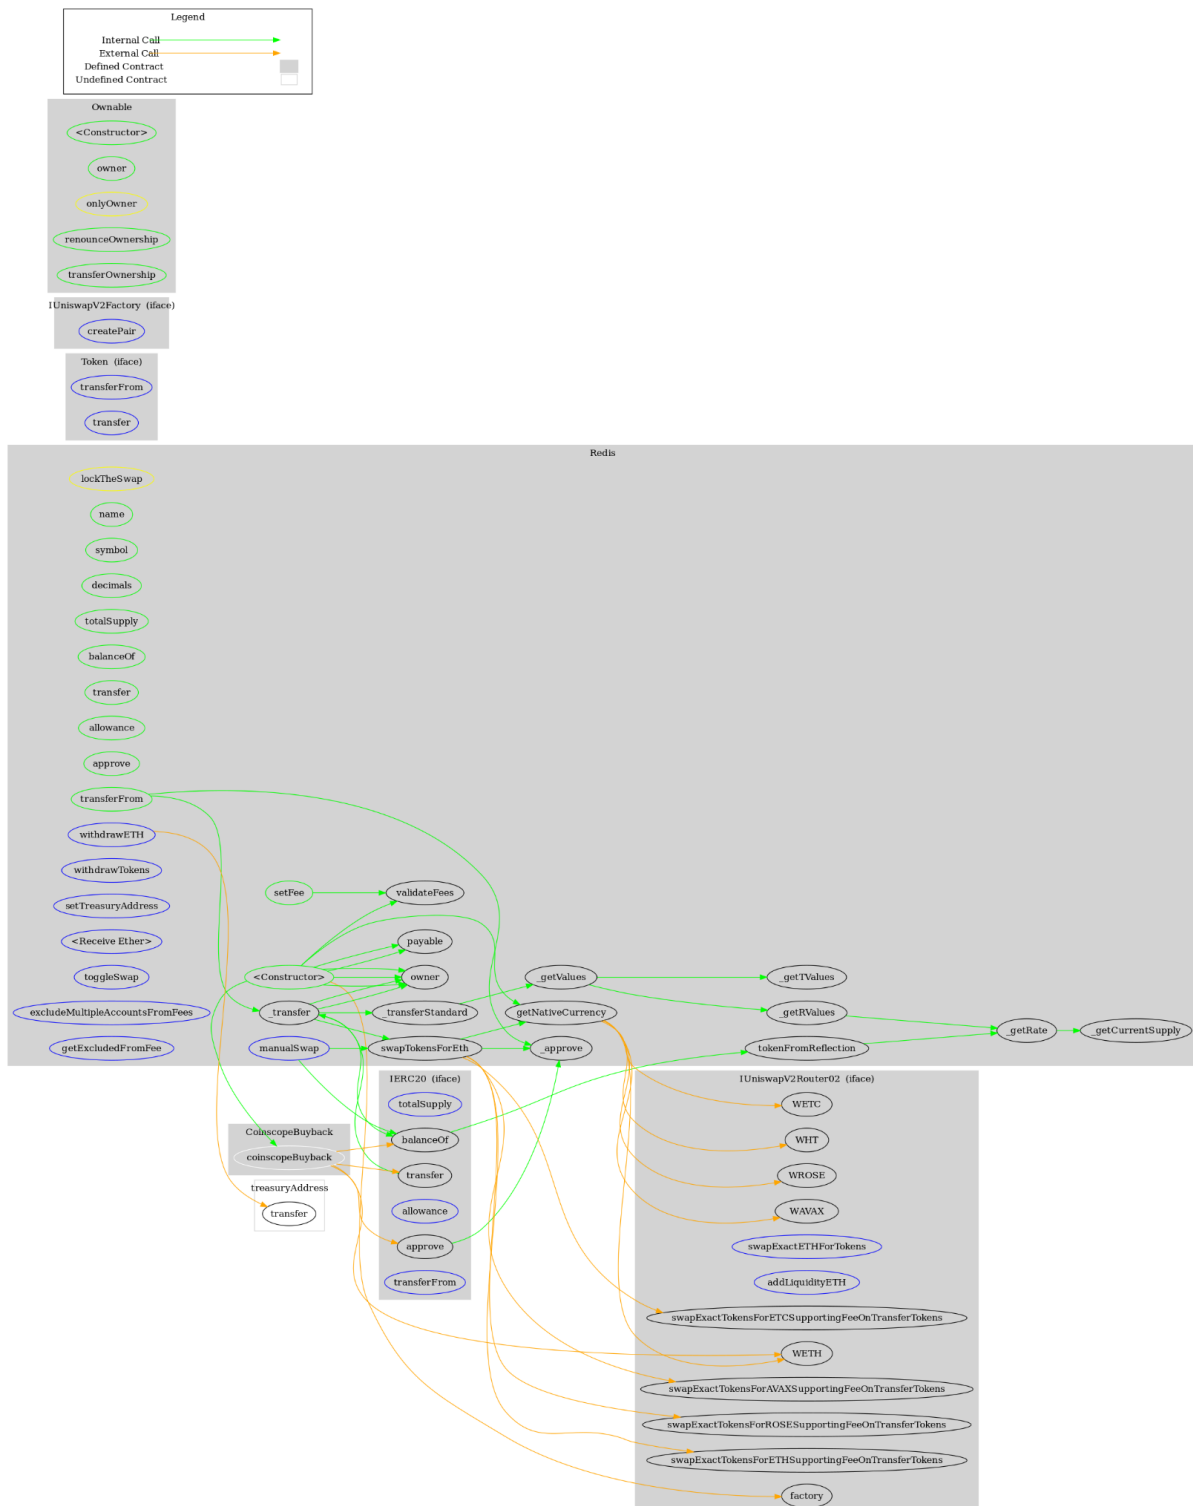 Legend
Internal Call
External Call
Defined Contract
Undefined Contract
Ownable
<Constructor>
owner
onlyOwner
renounceOwnership
transferOwnership
IUniswapV2Factory (iface)
createPair
Token (iface)
transferFrom
transfer
Redis
lockTheSwap
name
symbol
decimals
totalSupply
balanceOf
transfer
allowance
approve
transferFrom
withdrawETH
withdrawTokens
setTreasuryAddress
<Receive Ether>
toggleSwap
excludeMultipleAccountsFromFees
getExcludedFromFee
setFee
<Constructor>
_transfer
manualSwap
validateFees
payable
owner
_transferStandard
swapTokensForEth
_getValues
getNativeCurrency
_approve
_getTValues
_getRValues
tokenFromReflection
_getRate
_getCurrentSupply
CoinscopeBuyback
coinscopeBuyback
treasuryAddress
transfer
IERC20 (iface)
totalSupply
balanceOf
transfer
allowance
approve
transferFrom
IUniswapV2Router02 (iface)
WETC
WHT
WROSE
WAVAX
swapExactETHForTokens
addLiquidityETH
swapExactTokensForETCSupportingFeeOnTransferTokens
WETH
swapExactTokensForAVAXSupportingFeeOnTransferTokens
swapExactTokensForROSESupportingFeeOnTransferTokens
swapExactTokensForETHSupportingFeeOnTransferTokens
factory